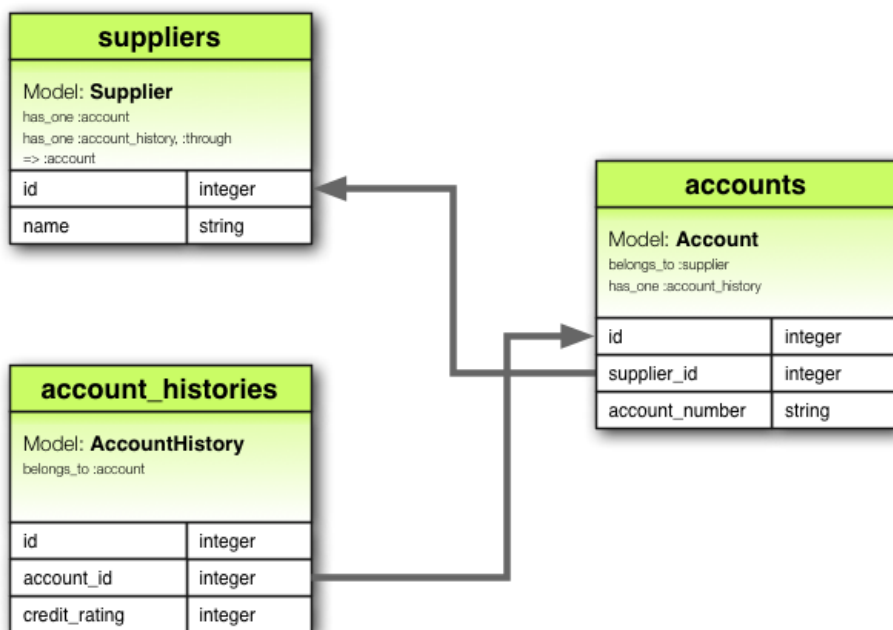 suppliers
Model: Supplier
has_one :account
has_one :account_history, :through
=> :account
id integer
name string
accounts
Model: Account
belongs_to :supplier
has_one :account_history
id integer
supplier_id integer
account_number string
account_histories
Model: AccountHistory
belongs_to :account
id integer
account_id integer
credit_rating integer